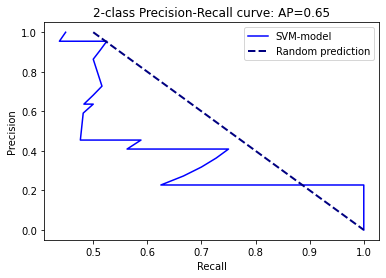 2-class Precision-Recall curve: AP=0.65
SVM-model
Random prediction
Precision
1.0
0.8
0.6
0.4
0.2
0.0
0.5 0.6 0.7 0.8 0.9 1.0
Recall